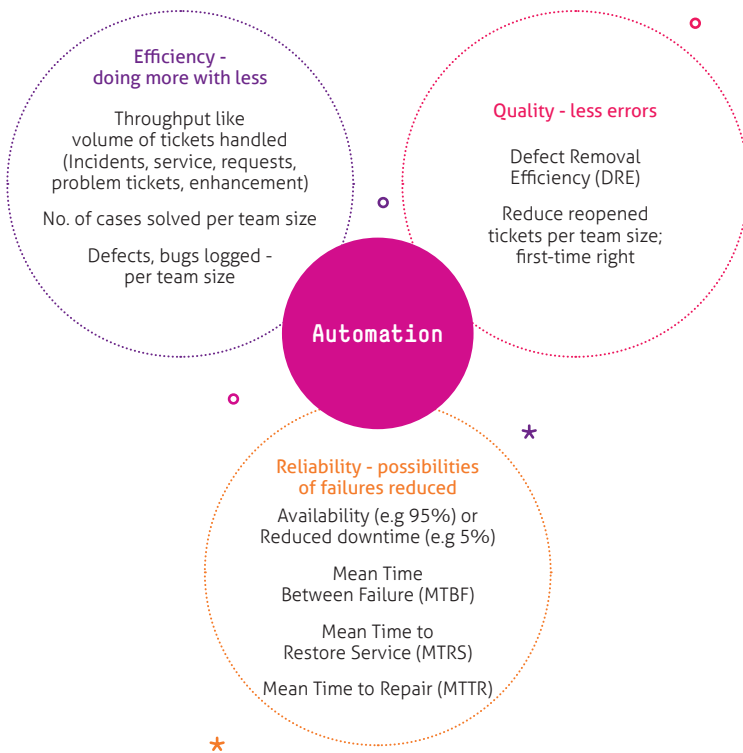 Efficiency -
doing more with less
Throughput like
volume of tickets handled
(Incidents, service, requests,
problem tickets, enhancement)
No. of cases solved per team size
Defects, bugs logged -
per team size
Quality - less errors
Defect Removal
Efficiency (DRE)
Reduce reopened
tickets per team size;
first-time right
Automation
Reliability - possibilities
of failures reduced
Availability (e.g 95%) or
Reduced downtime (e.g 5%)
Mean Time
Between Failure (MTBF)
Mean Time to
Restore Service (MTRS)
Mean Time to Repair (MTTR)